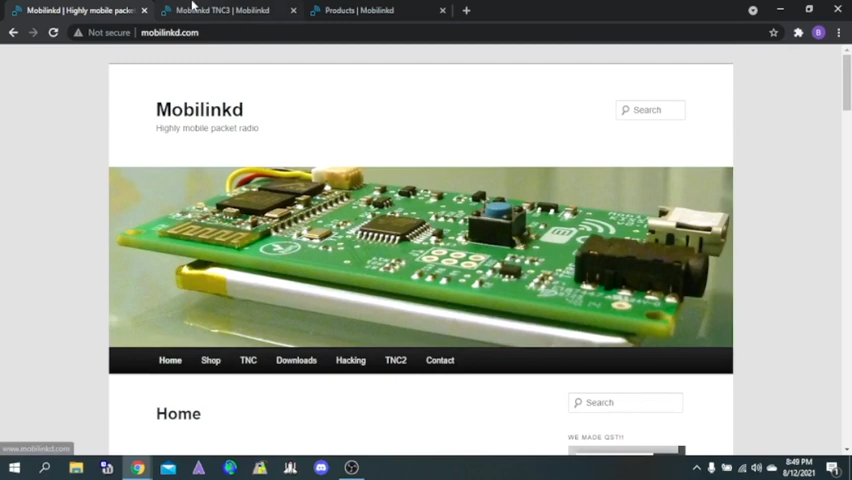 Mobilinkd | Highly mobile packe
Mobilinkd TNC3 | Mobilinkd
Products | Mobilinkd
Not secure
mobilinkd.com
B
Mobilinkd
Highly mobile packet radio
Search
Home
Shop
TNC
Downloads
Hacking
TNC2
Contact
Home
Search
WE MADE QST!!
www.mobilinkd.com
8:49 PM
8/12/2021